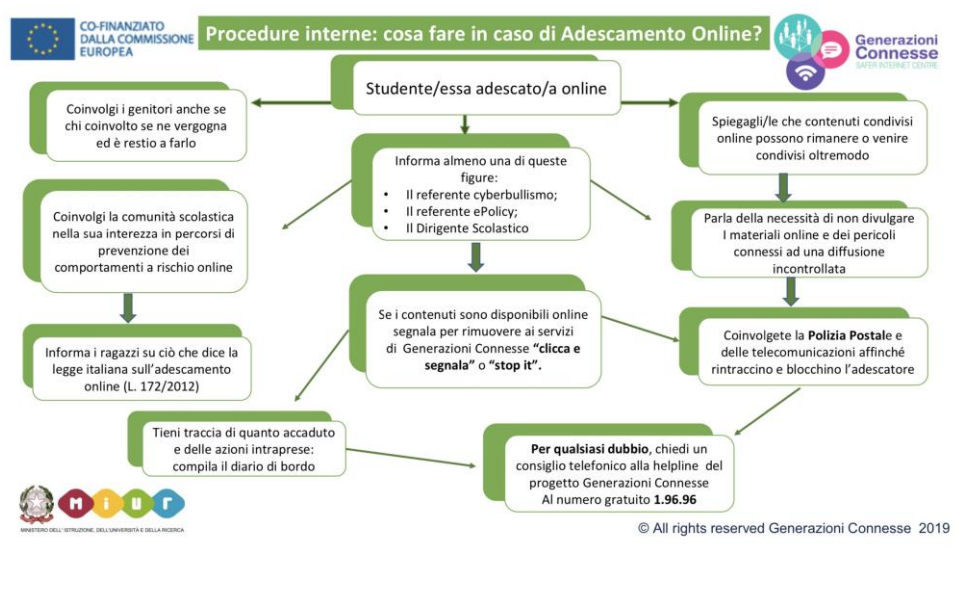 CO-FINANZIATO
DALLA COMMISSIONE
EUROPEA
Procedure interne: cosa fare in caso di Adescamento Online?
Generazioni
Connesse
SAFER INTERNET CENTRE
Studente/essa adescato/a online
Coinvolgi i genitori anche se
chi coinvolto se ne vergogna
ed è restio a farlo
Spiegagli/le che contenuti condivisi
online possono rimanere o venire
condivisi oltremodo
Informa almeno una di queste
figure:
• Il referente cyberbullismo;
• Il referente ePolicy;
• Il Dirigente Scolastico
Coinvolgi la comunità scolastica
nella sua interezza in percorsi di
prevenzione dei
comportamenti a rischio online
Parla della necessità di non divulgare
I materiali online e dei pericoli
connessi ad una diffusione
incontrollata
Se i contenuti sono disponibili online
segnala per rimuovere ai servizi
di Generazioni Connesse “clicca e
segnala” o “stop it”.
Informa i ragazzi su ciò che dice la
legge italiana sull’adescamento
online (L. 172/2012)
Coinvolgete la Polizia Postale e
delle telecomunicazioni affinché
rintraccino e blocchino l’adescatore
Tieni traccia di quanto accaduto
e delle azioni intraprese:
compila il diario di bordo
Per qualsiasi dubbio, chiedi un
consiglio telefonico alla helpline del
progetto Generazioni Connesse
Al numero gratuito 1.96.96
miur
MINISTERO DELL' ISTRUZIONE, DELL'UNIVERSITÀ E DELLA RICERCA
© All rights reserved Generazioni Connesse 2019